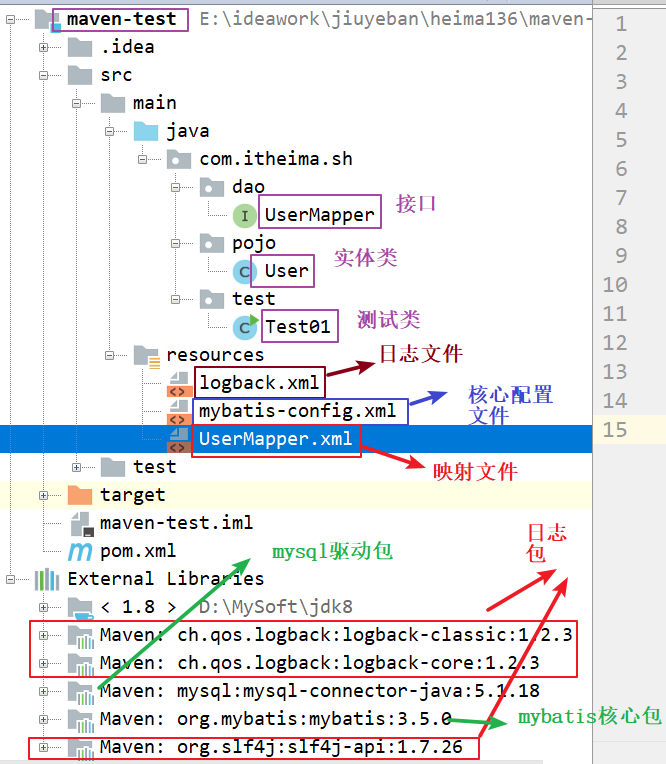 maven-test E:\ideawork\jiuyeban\heima136\maven-
.idea
src
main
java
com.itheima.sh
dao
I UserMapper 接口
pojo
C User 实体类
test
C Test01 测试类
resources
日志文件
<> logback.xml
<> mybatis-config.xml
核心配置
文件
<> UserMapper.xml
test
映射文件
target
maven-test.iml
m pom.xml
mysql驱动包
日志
包
External Libraries
< 1.8 > D:\MySoft\jdk8
Maven: ch.qos.logback:logback-classic:1.2.3
Maven: ch.qos.logback:logback-core:1.2.3
Maven: mysql:mysql-connector-java:5.1.18
Maven: org.mybatis:mybatis:3.5.0
mybatis核心包
Maven: org.slf4j:slf4j-api:1.7.26
1
2
3
4
5
6
7
8
9
10
11
12
13
14
15